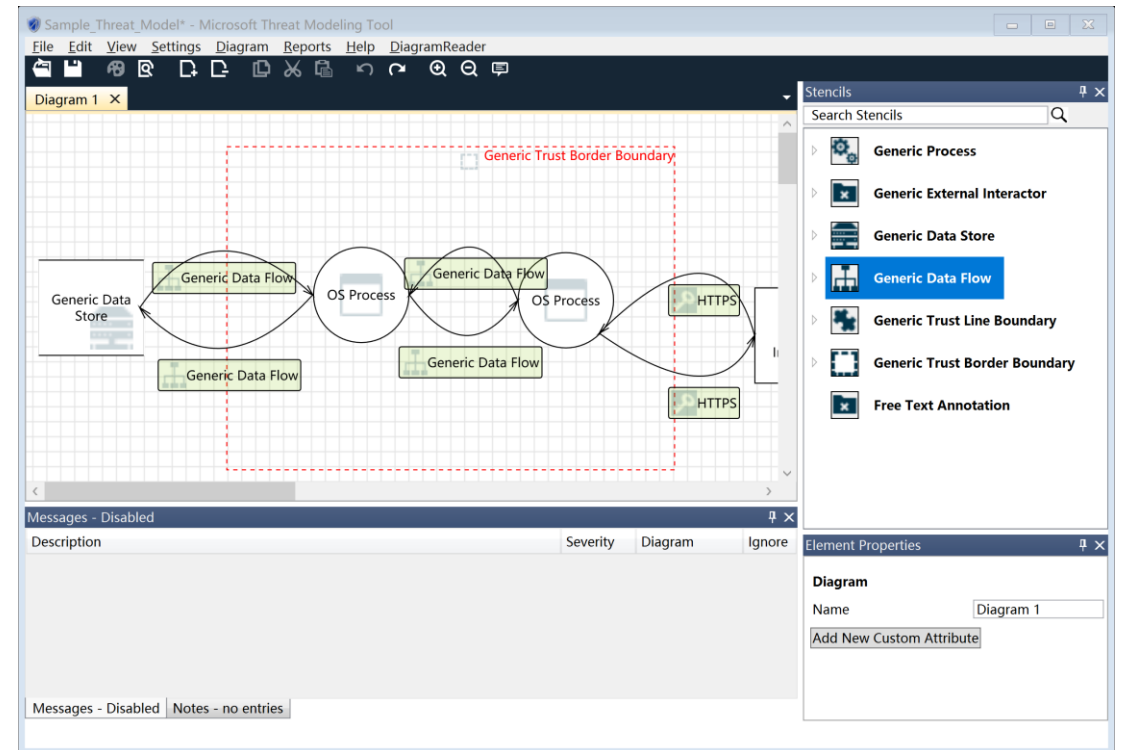 Sample_Threat_Model* - Microsoft Threat Modeling Tool
File Edit View Settings Diagram Reports Help DiagramReader
Diagram 1
Generic Trust Border Boundary
Generic Data Flow
Generic Data Flow
Generic Data
Store
OS Process
OS Process
HTTPS
Generic Data Flow
Generic Data Flow
HTTPS
Stencils
Search Stencils
Generic Process
Generic External Interactor
Generic Data Store
Generic Data Flow
Generic Trust Line Boundary
Generic Trust Border Boundary
Free Text Annotation
Messages - Disabled
Description Severity Diagram Ignore
Messages - Disabled Notes - no entries
Element Properties
Diagram
Name Diagram 1
Add New Custom Attribute